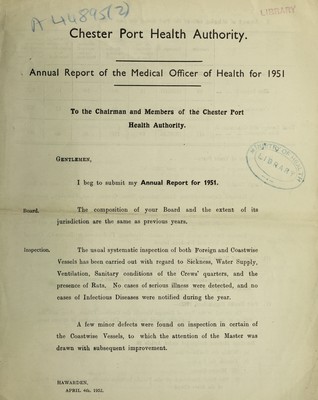 A44895(2)
LIBRARY
Chester Port Health Authority.
Annual Report of the Medical Officer of Health for 1951
To the Chairman and Members of the Chester Port
Health Authority.
GENTLEMEN,
I beg to submit my Annual Report for 1951.
Board. The composition of your Board and the extent of its
jurisdiction are the same as previous years.
Inspection. The usual systematic inspection of both Foreign and Coastwise
Vessels has been carried out with regard to Sickness, Water Supply,
Ventilation, Sanitary conditions of the Crews' quarters, and the
presence of Rats. No cases of serious illness were detected, and no
cases of Infectious Diseases were notified during the year.
A few minor defects were found on inspection in certain of
the Coastwise Vessels, to which the attention of the Master was
drawn with subsequent improvement.
HAWARDEN,
APRIL 4th, 1952.
MINISTRY OF HEALTH
LIBRARY